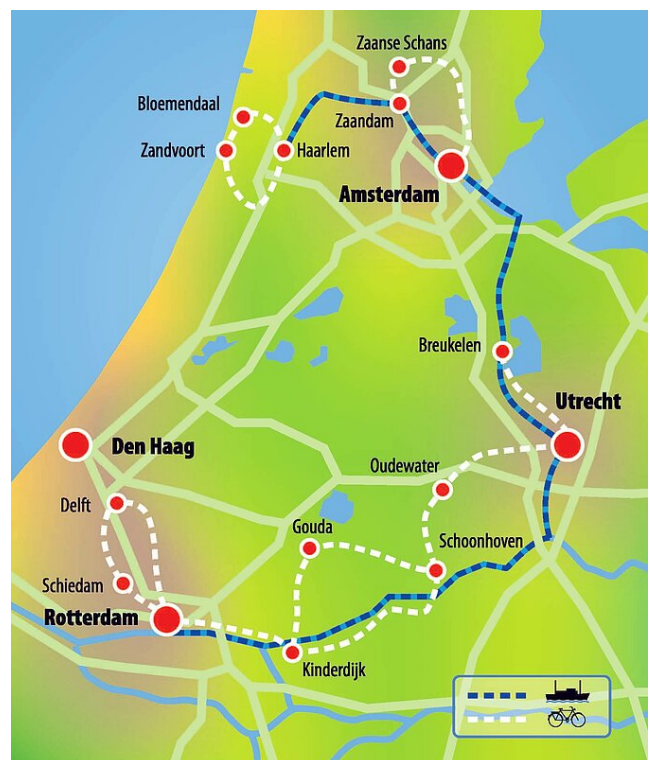 Zaanse Schans
Bloemendaal
Zaandam
Zandvoort
Haarlem
Amsterdam
Breukelen
Utrecht
Den Haag
Oudewater
Delft
Gouda
Schoonhoven
Schiedam
Rotterdam
Kinderdijk